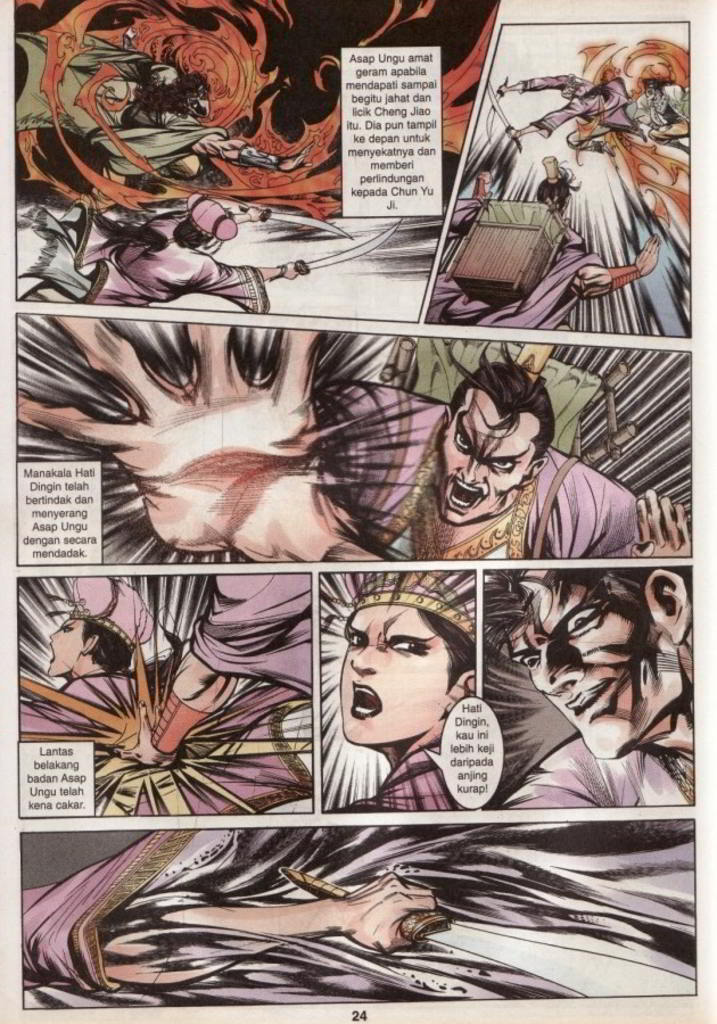 Asap Ungu amat
geram apabila
mendapati sampai
begitu jahat dan
licik Cheng Jiao
itu. Dia pun tampil
ke depan untuk
menyekatnya dan
memberi
perlindungan
kepada Chun Yu
Ji.
Manakala Hati
Dingin telah
bertindak dan
menyerang
Asap Ungu
dengan secara
mendadak.
Lantas
belakang
badan Asap
Ungu telah
kena cakar.
Hati
Dingin,
kau ini
lebih keji
daripada
anjing
kurap!
24